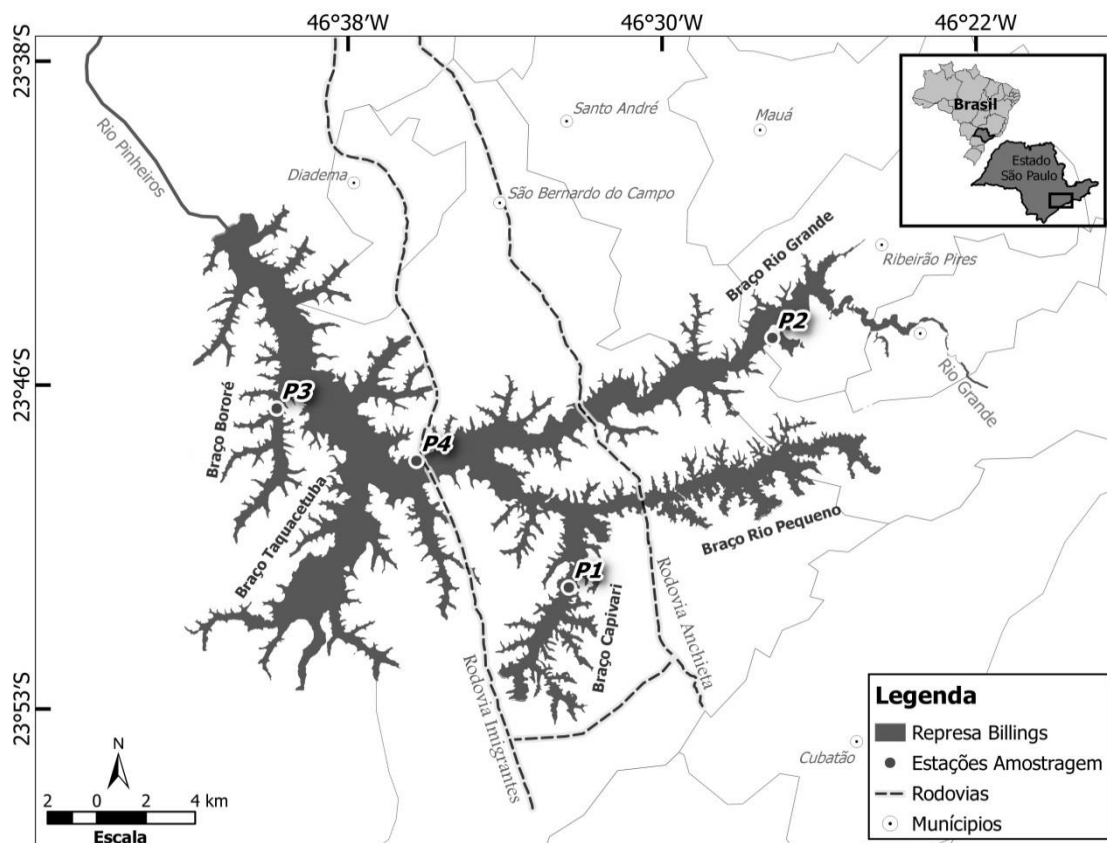 46°38'W
46°30'W
46°22'W
23°38'S
23°46'S
23°53'S
Brasil
Estado
São Paulo
Rio Pinheiros
Santo André
Mauá
Diadema
São Bernardo do Campo
Ribeirão Pires
Braço Rio Grande
P2
Rio Grande
P3
Braço Bororé
P4
Braço Taquacetuba
Braço Rio Pequeno
P1
Braço Capivari
Rodovia Anchieta
Rodovia Imigrantes
Cubatão
N
2 0 2 4 km
Escala
Legenda
Represa Billings
Estações Amostragem
Rodovias
Munícipios